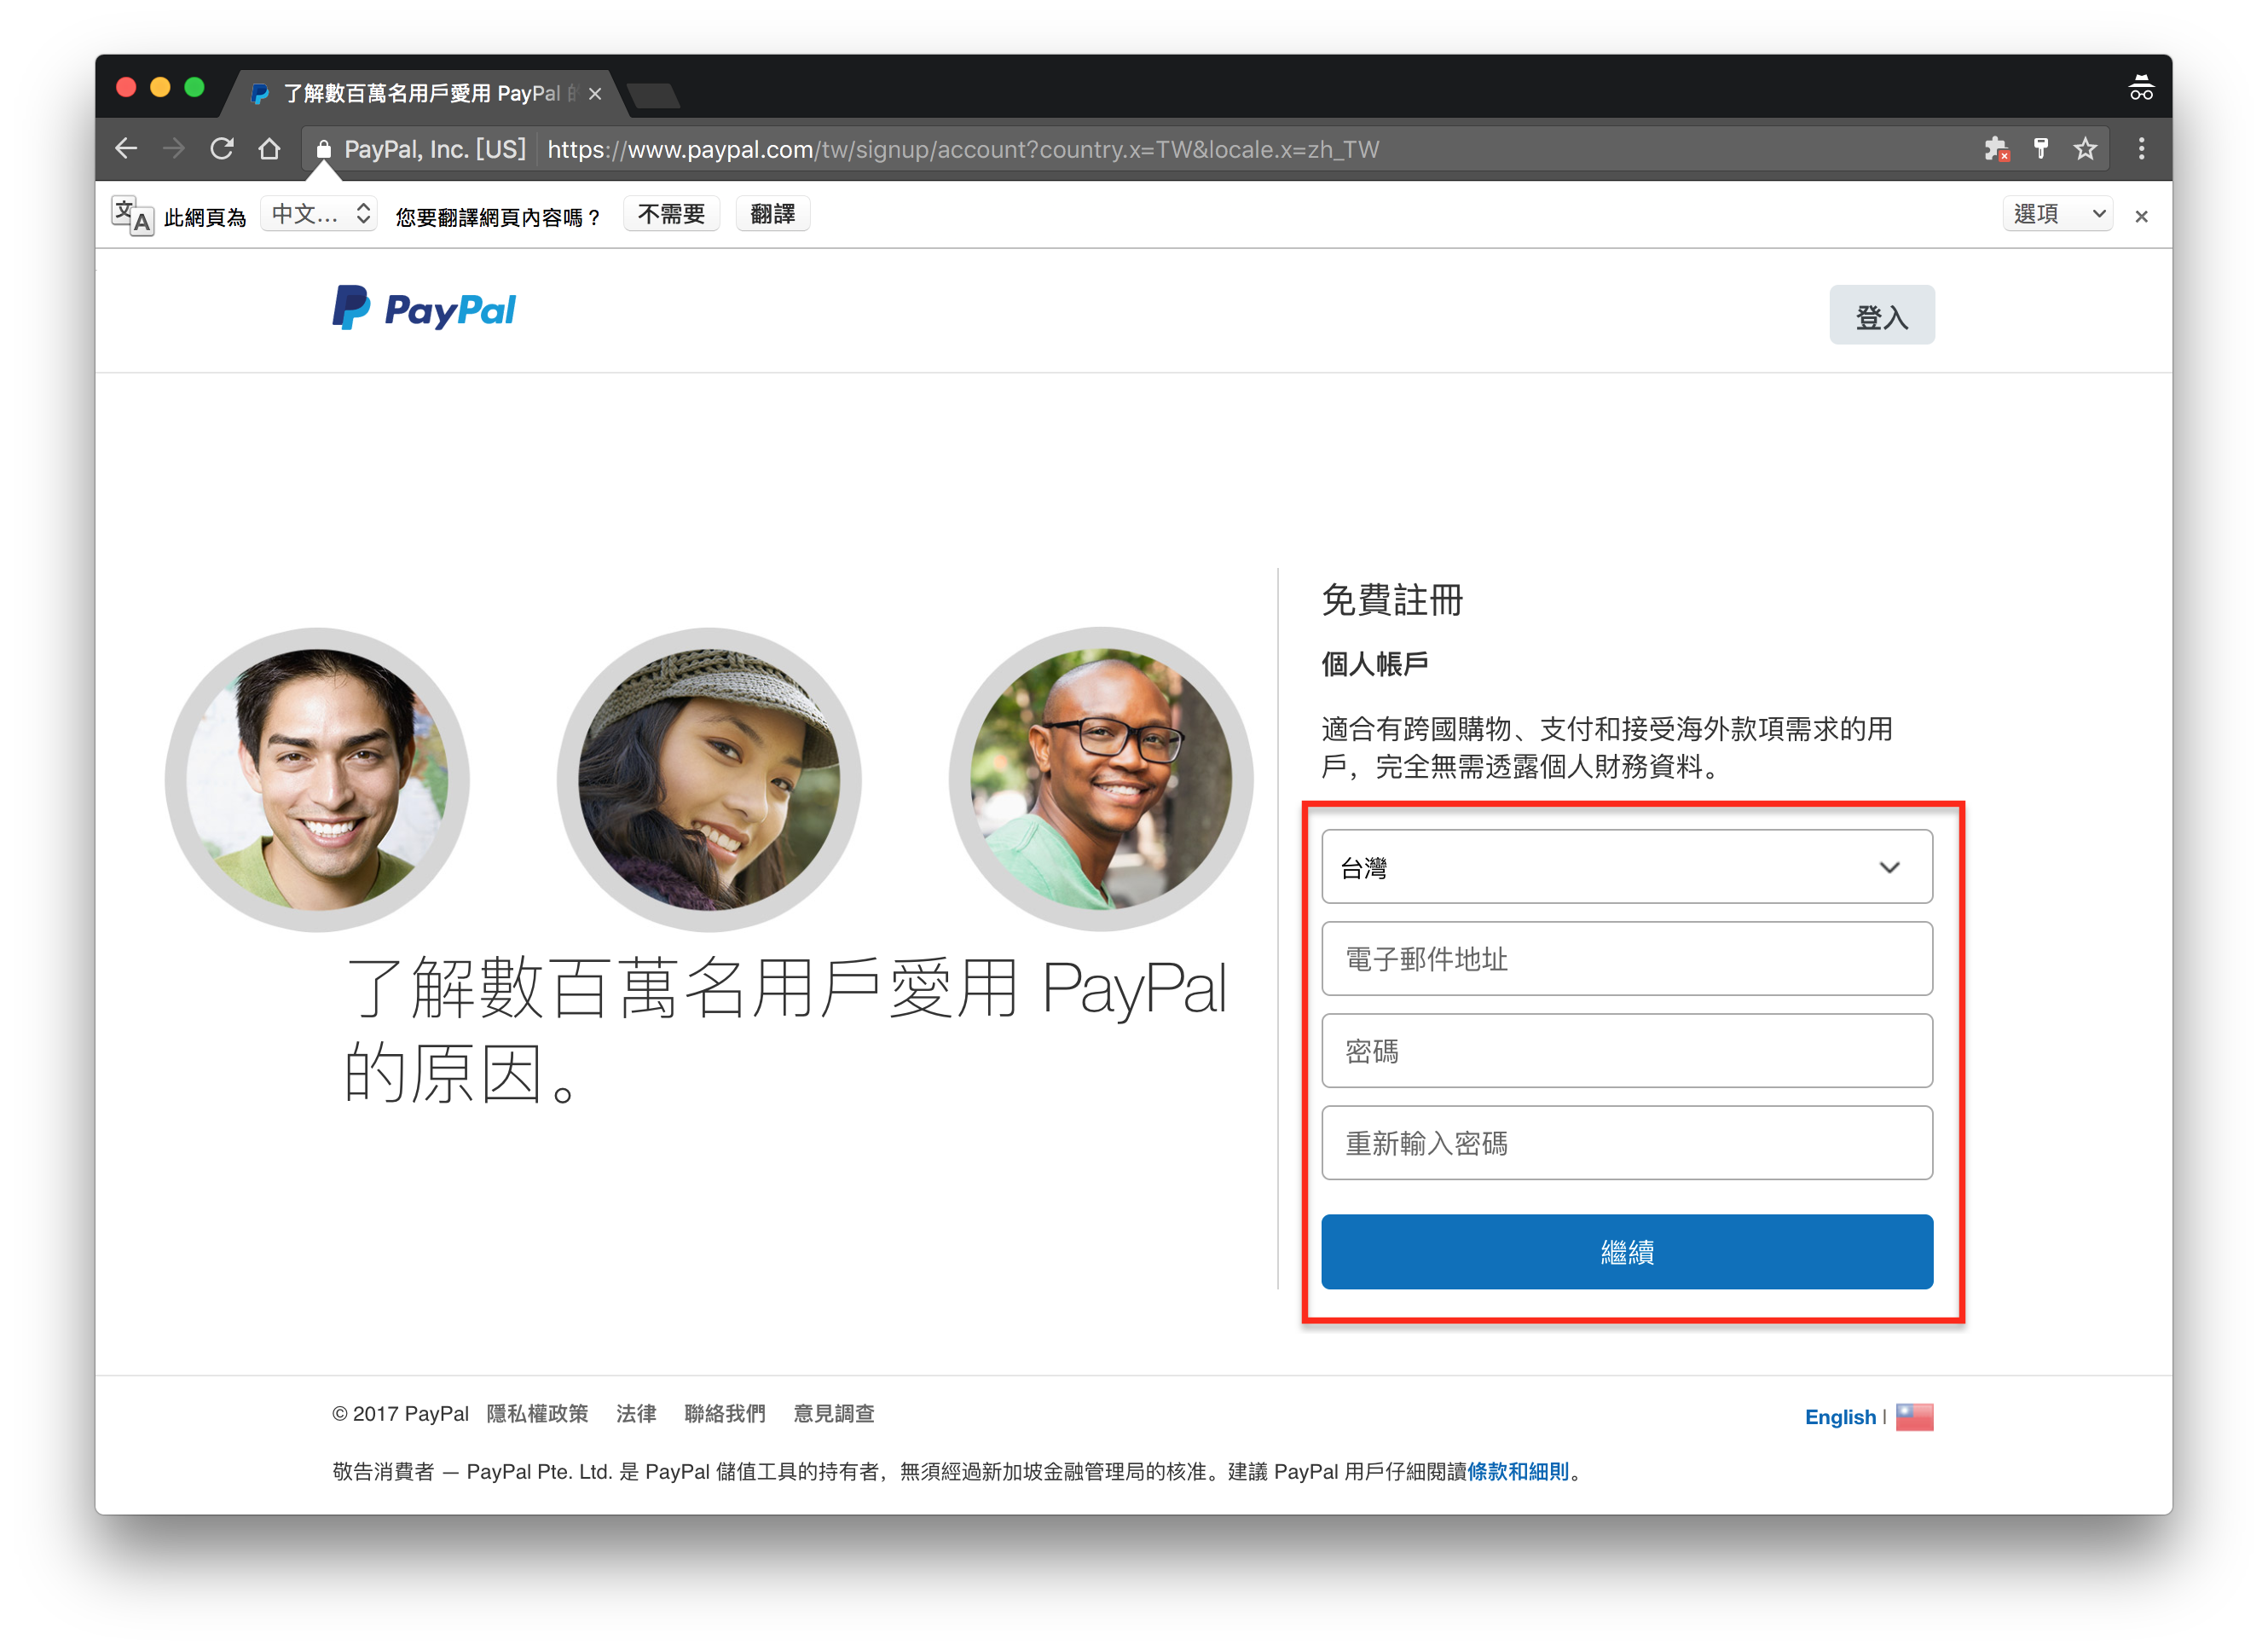 了解數百萬名用戶愛用 PayPal
PayPal, Inc. [US] https://www.paypal.com/tw/signup/account?country.x=TW&locale.x=zh_TW
文A 此網頁為 中文... 您要翻譯網頁內容嗎？ 不需要 翻譯 選項
PayPal 登入
免費註冊
個人帳戶
適合有跨國購物、支付和接受海外款項需求的用
戶，完全無需透露個人財務資料。
台灣
電子郵件地址
密碼
重新輸入密碼
繼續
了解數百萬名用戶愛用 PayPal
的原因。
© 2017 PayPal 隱私權政策 法律 聯絡我們 意見調查 English |
敬告消費者 — PayPal Pte. Ltd. 是 PayPal 儲值工具的持有者，無須經過新加坡金融管理局的核准。建議 PayPal 用戶仔細閱讀條款和細則。